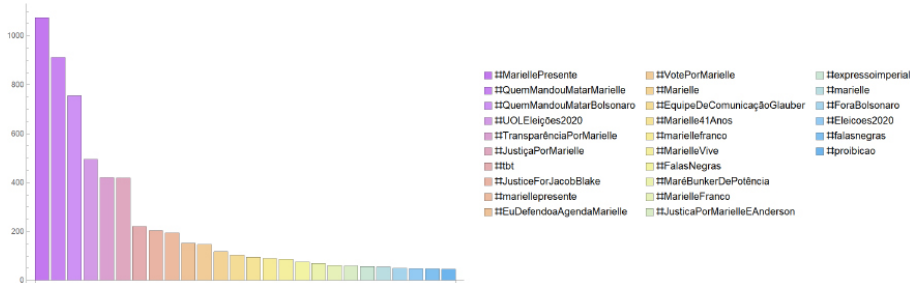 1000
800
600
400
200
0
#MariellePresente
#QuemMandouMatarMarielle
#QuemMandouMatarBolsonaro
#UOLEleições2020
#TransparênciaPorMarielle
#JustiçaPorMarielle
#tbt
#JusticeForJacobBlake
#mariellepresente
#EuDefendoaAgendaMarielle
#VotePorMarielle
#Marielle
#EquipeDeComunicaçãoGlauber
#Marielle41Anos
#mariellefranco
#MarielleVive
#FalasNegras
#MaréBunkerDePotência
#MarielleFranco
#JusticaPorMarielleEAnderson
#expressoimperial
#marielle
#ForaBolsonaro
#Eleicoes2020
#falasnegras
#proibicao